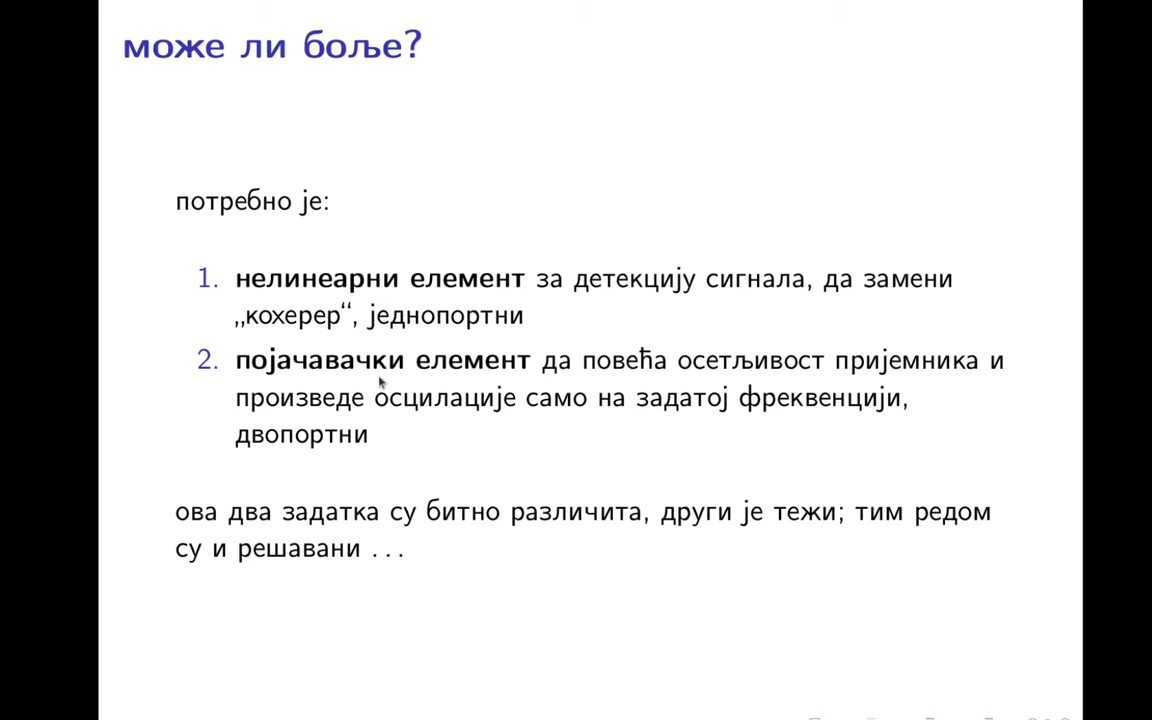 може ли боље?
потребно је:
1. нелинеарни елемент за детекцију сигнала, да замени
„кохерер“, једнопортни
2. појачавачки елемент да повећа осетљивост пријемника и
произведе осцилације само на задатој фреквенцији,
двопортни
ова два задатка су битно различита, други је тежи; тим редом
су и решавани ...